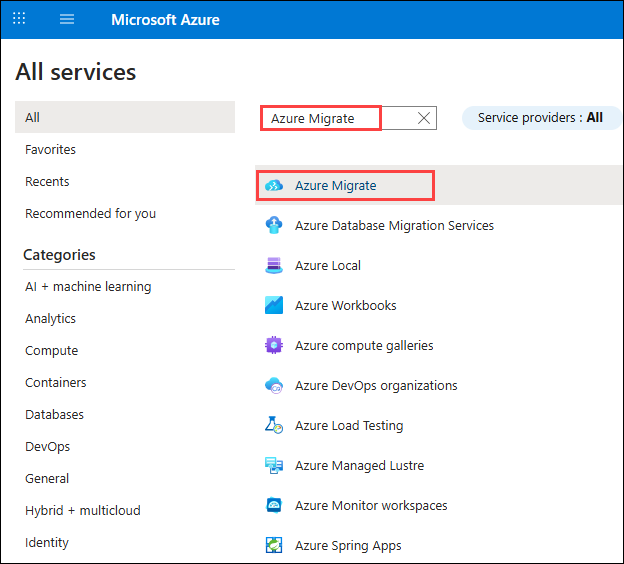 Microsoft Azure
All services
All
Favorites
Recents
Recommended for you
Categories
AI + machine learning
Analytics
Compute
Containers
Databases
DevOps
General
Hybrid + multicloud
Identity
Azure Migrate
Service providers : All
Azure Migrate
Azure Database Migration Services
Azure Local
Azure Workbooks
Azure compute galleries
Azure DevOps organizations
Azure Load Testing
Azure Managed Lustre
Azure Monitor workspaces
Azure Spring Apps